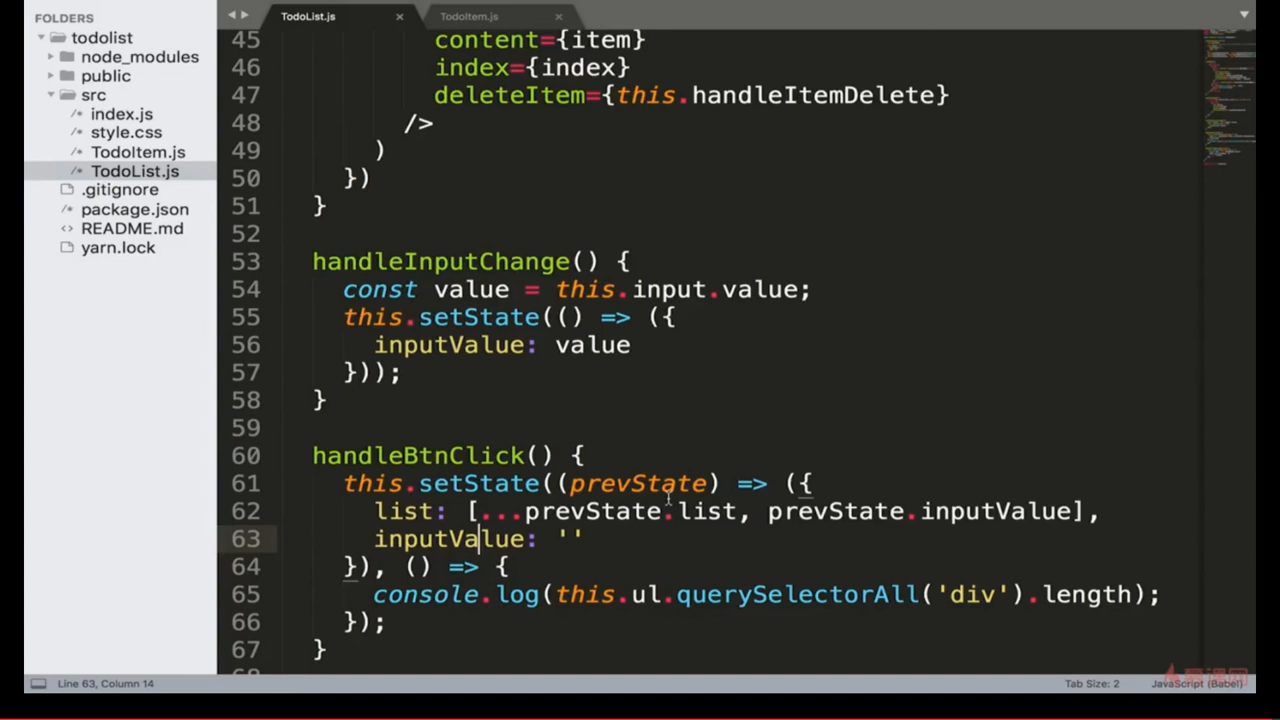 FOLDERS
todolist
node_modules
public
src
index.js
style.css
TodoItem.js
TodoList.js
.gitignore
package.json
README.md
yarn.lock
TodoList.js
TodoItem.js
45 content={item}
46 index={index}
47 deleteItem={this.handleItemDelete}
48 />
49 )
50 })
51 }
52
53 handleInputChange() {
54 const value = this.input.value;
55 this.setState(() => ({
56 inputValue: value
57 }));
58 }
59
60 handleBtnClick() {
61 this.setState((prevState) => ({
62 list: [...prevState.list, prevState.inputValue],
63 inputValue: ''
64 }), () => {
65 console.log(this.ul.querySelectorAll('div').length);
66 });
67 }
Line 63, Column 14
Tab Size: 2
JavaScript (Babel)
慕课网